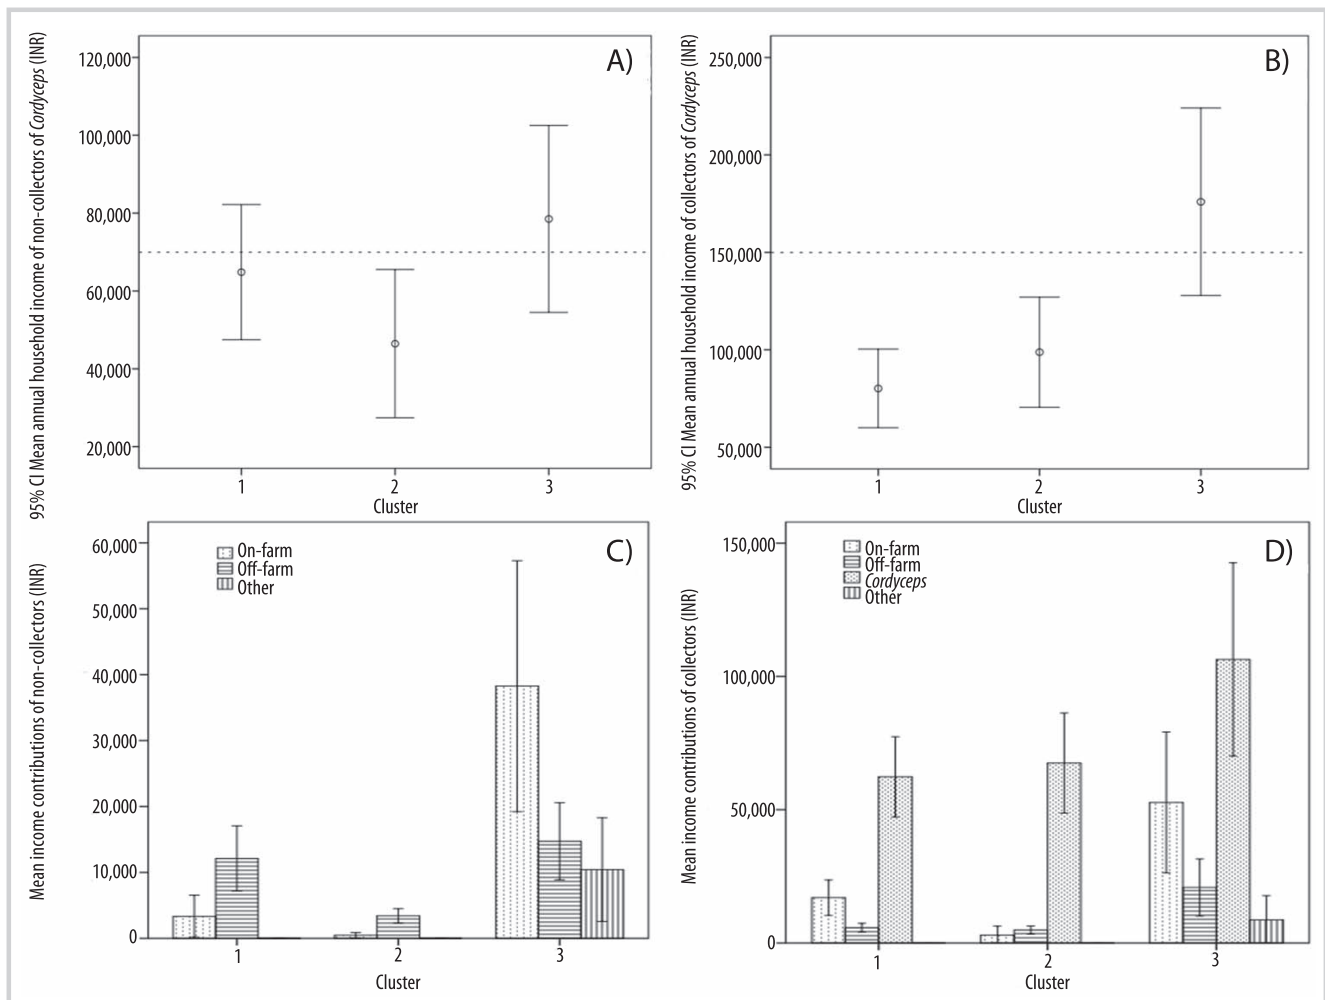 A)
95% CI Mean annual household income of non-collectors of Cordyceps (INR)
120,000
100,000
80,000
60,000
40,000
20,000
1
2
3
Cluster
B)
95% CI Mean annual household income of collectors of Cordyceps (INR)
250,000
200,000
150,000
100,000
50,000
1
2
3
Cluster
C)
Mean income contributions of non-collectors (INR)
60,000
50,000
40,000
30,000
20,000
10,000
0
On-farm
Off-farm
Other
1
2
3
Cluster
D)
Mean income contributions of collectors (INR)
150,000
100,000
50,000
0
On-farm
Off-farm
Cordyceps
Other
1
2
3
Cluster